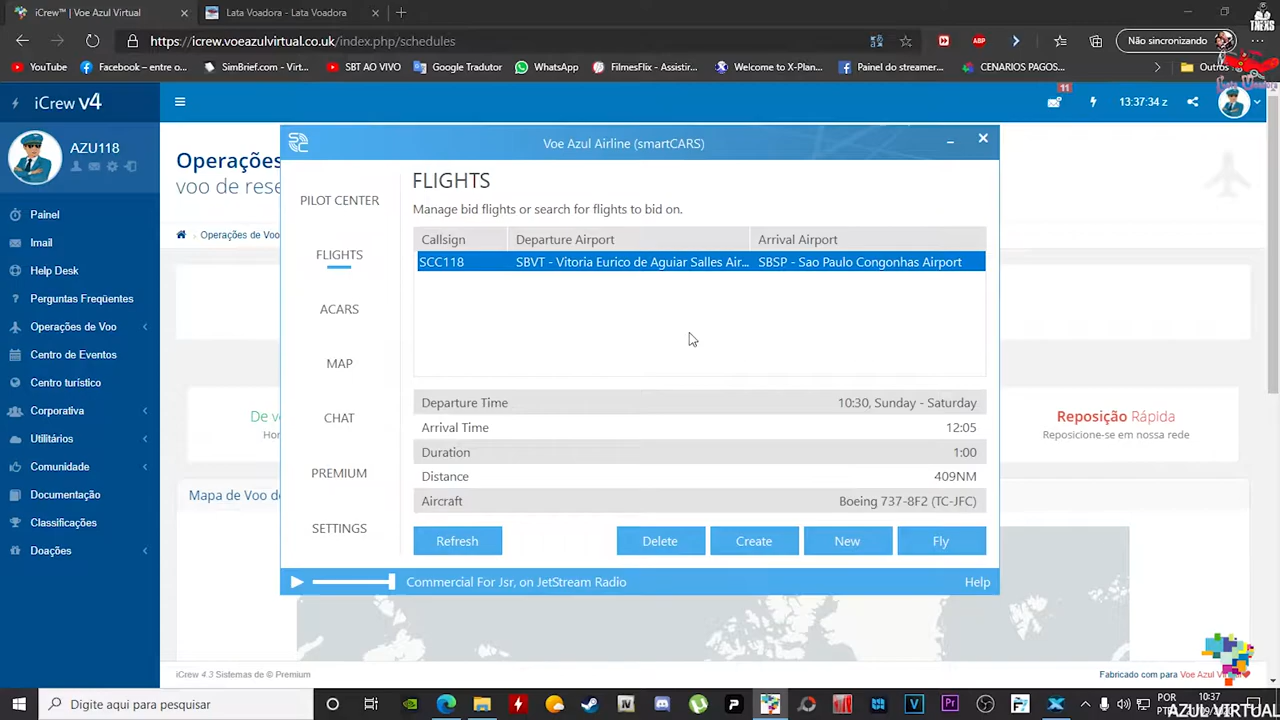 iCrew™ | Voe Azul Virtual
Lata Voadora
https://icrew.voeazulvirtual.co.uk/index.php/schedules
Não sincronizando
YouTube
Facebook – entre o...
SimBrief.com - Virt...
SBT AO VIVO
Google Tradutor
WhatsApp
FilmesFlix - Assistir...
Welcome to X-Plan...
Painel do streamer...
CENARIOS PAGOS...
iCrew v4
11
13:37:34 z
AZU118
Operações
voo de rese
Operações de Voo
Painel
Imail
Help Desk
Perguntas Freqüentes
Operações de Voo
Centro de Eventos
Centro turístico
Corporativa
Utilitários
Comunidade
Documentação
Classificações
Doações
Voe Azul Airline (smartCARS)
PILOT CENTER
FLIGHTS
ACARS
MAP
CHAT
PREMIUM
SETTINGS
FLIGHTS
Manage bid flights or search for flights to bid on.
Callsign Departure Airport Arrival Airport
SCC118 SBVT - Vitoria Eurico de Aguiar Salles Air... SBSP - Sao Paulo Congonhas Airport
Departure Time 10:30, Sunday - Saturday
Arrival Time 12:05
Duration 1:00
Distance 409NM
Aircraft Boeing 737-8F2 (TC-JFC)
Refresh Delete Create New Fly
Commercial For Jsr, on JetStream Radio Help
De v
Hor
Reposição Rápida
Reposicione-se em nossa rede
Mapa de Voo d
iCrew 4.3 Sistemas de © Premium
Fabricado com para Voe Azul
Digite aqui para pesquisar
POR
10:37
AZUL VIRTUAL